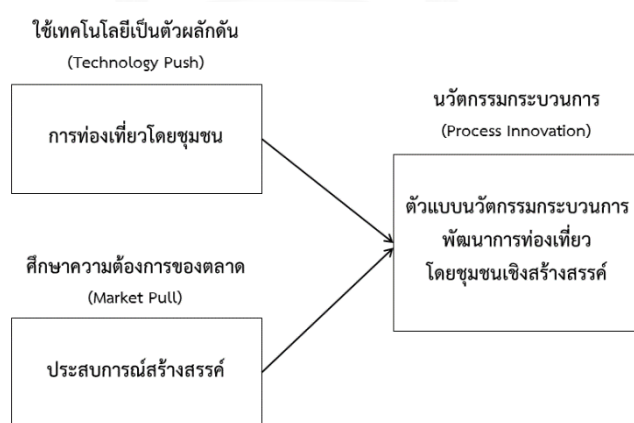 ใช้เทคโนโลยีเป็นตัวผลักดัน
(Technology Push)
การท่องเที่ยวโดยชุมชน
ศึกษาความต้องการของตลาด
(Market Pull)
ประสบการณ์สร้างสรรค์
นวัตกรรมกระบวนการ
(Process Innovation)
ตัวแบบนวัตกรรมกระบวนการ
พัฒนาการท่องเที่ยว
โดยชุมชนเชิงสร้างสรรค์